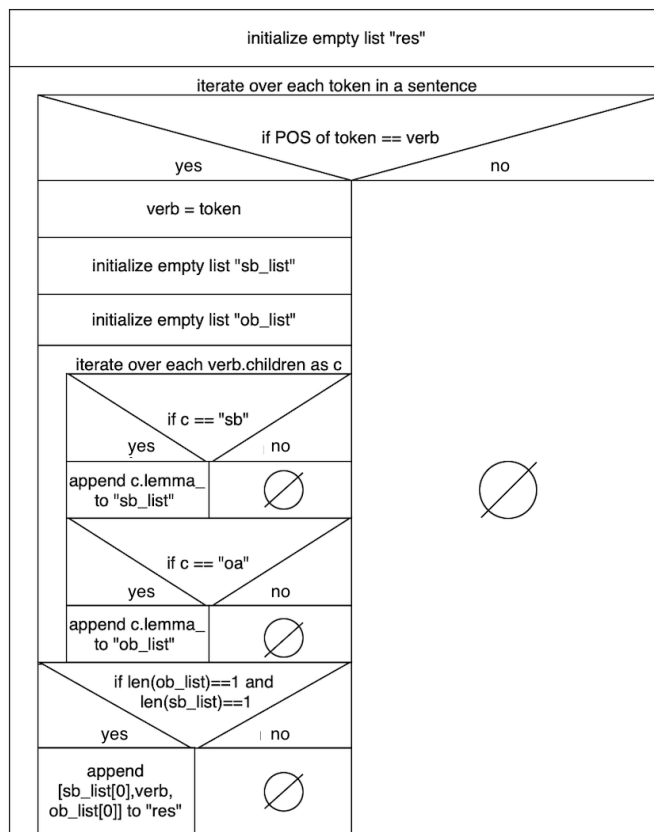 initialize empty list "res"
iterate over each token in a sentence
if POS of token == verb
yes
no
verb = token
initialize empty list "sb_list"
initialize empty list "ob_list"
iterate over each verb.children as c
if c == "sb"
yes
no
append c.lemma_
to "sb_list"
if c == "oa"
yes
no
append c.lemma_
to "ob_list"
if len(ob_list)==1 and
len(sb_list)==1
yes
no
append
[sb_list[0],verb,
ob_list[0]] to "res"